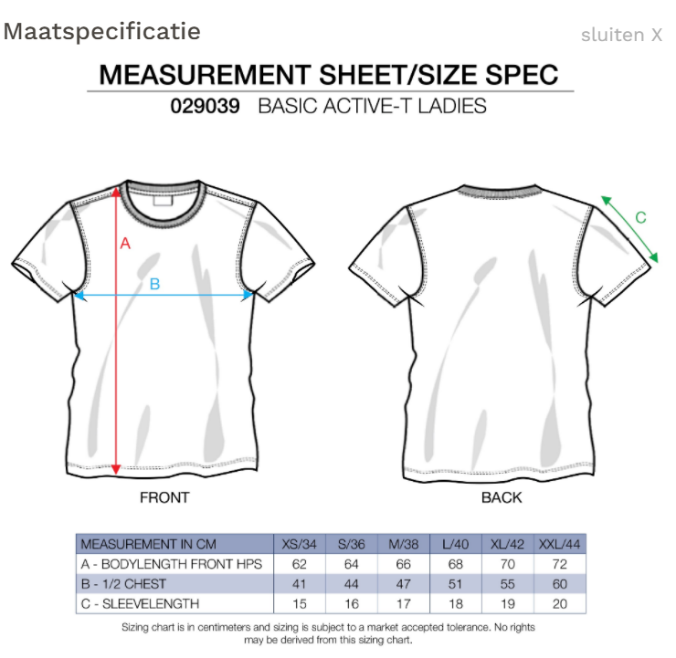 Maatspecificatie
sluiten X
MEASUREMENT SHEET/SIZE SPEC
029039 BASIC ACTIVE-T LADIES
A
B
C
FRONT
BACK
MEASUREMENT IN CM XS/34 S/36 M/38 L/40 XL/42 XXL/44
A - BODYLENGTH FRONT HPS 62 64 66 68 70 72
B - 1/2 CHEST 41 44 47 51 55 60
C - SLEEVELENGTH 15 16 17 18 19 20
Sizing chart is in centimeters and sizing is subject to a market accepted tolerance. No rights
may be derived from this sizing chart.